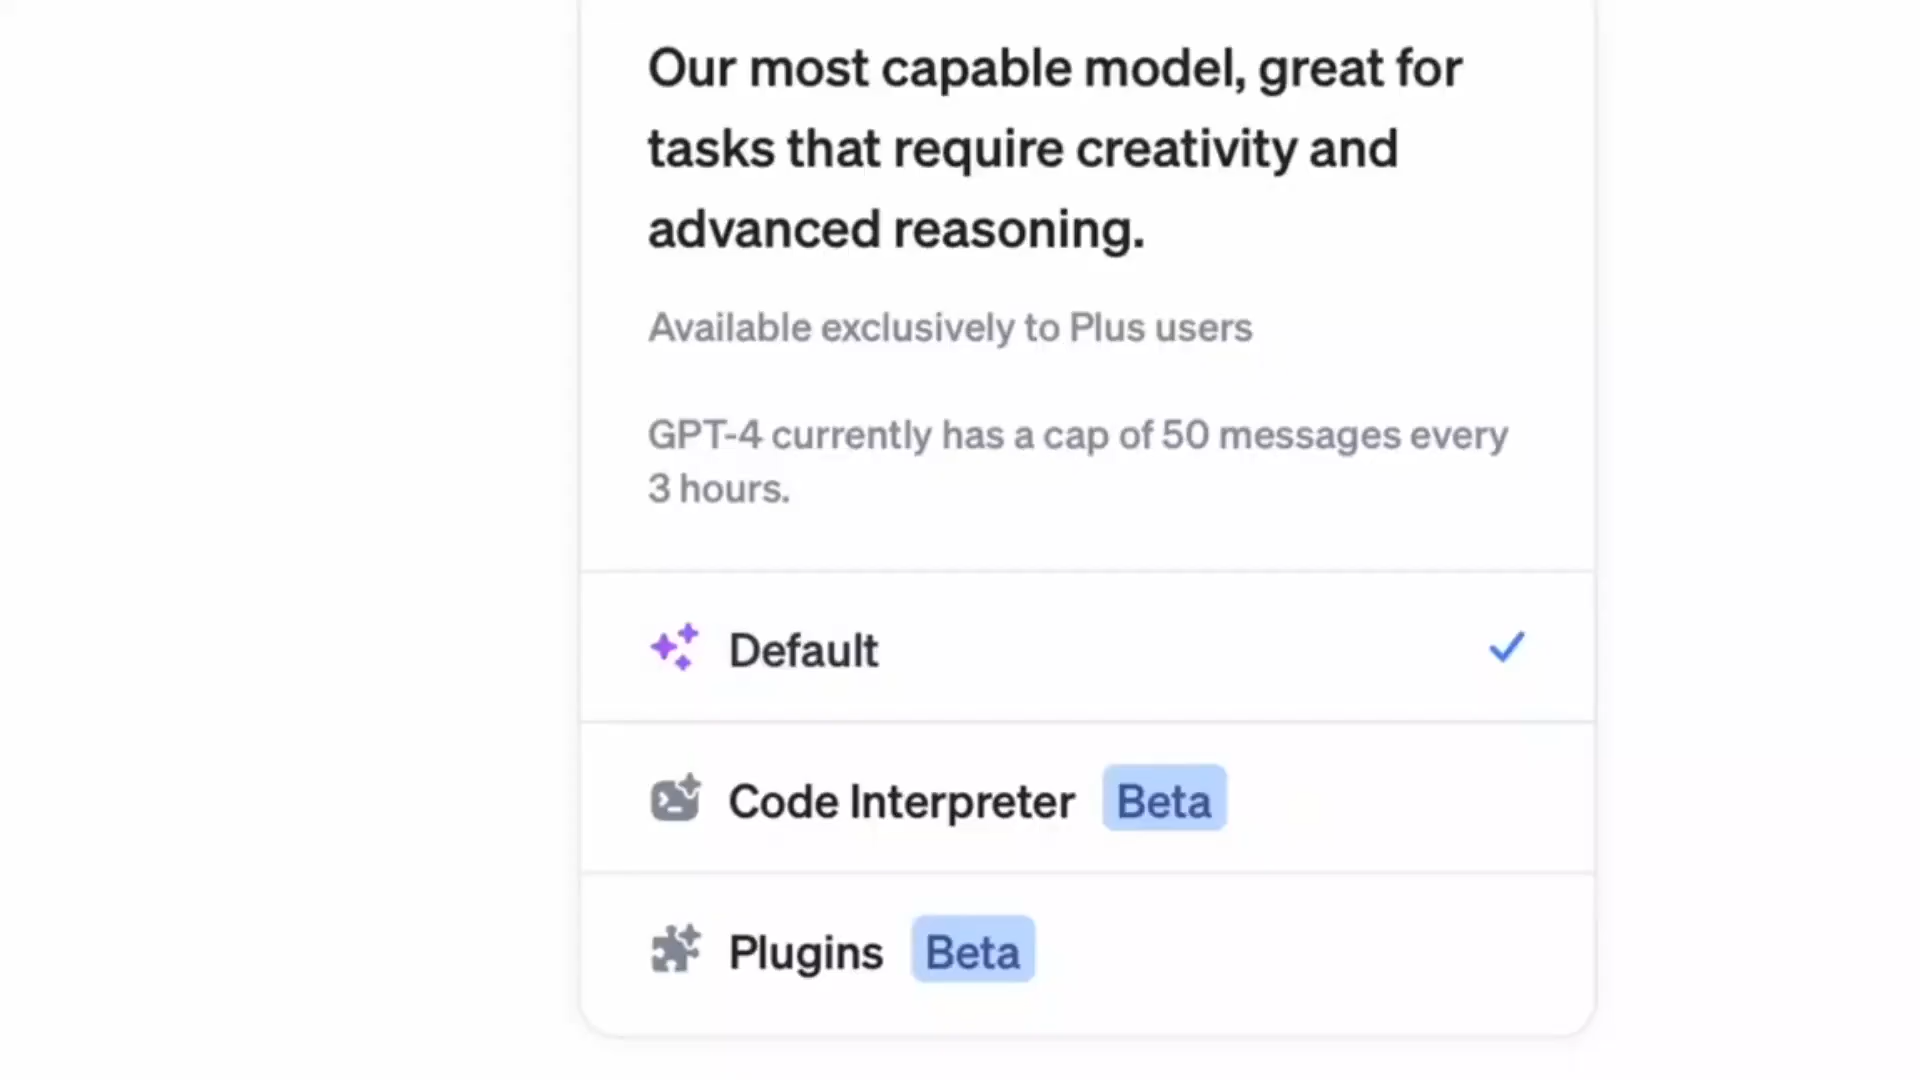 Our most capable model, great for
tasks that require creativity and
advanced reasoning.
Available exclusively to Plus users
GPT-4 currently has a cap of 50 messages every
3 hours.
Default
Code Interpreter Beta
Plugins Beta